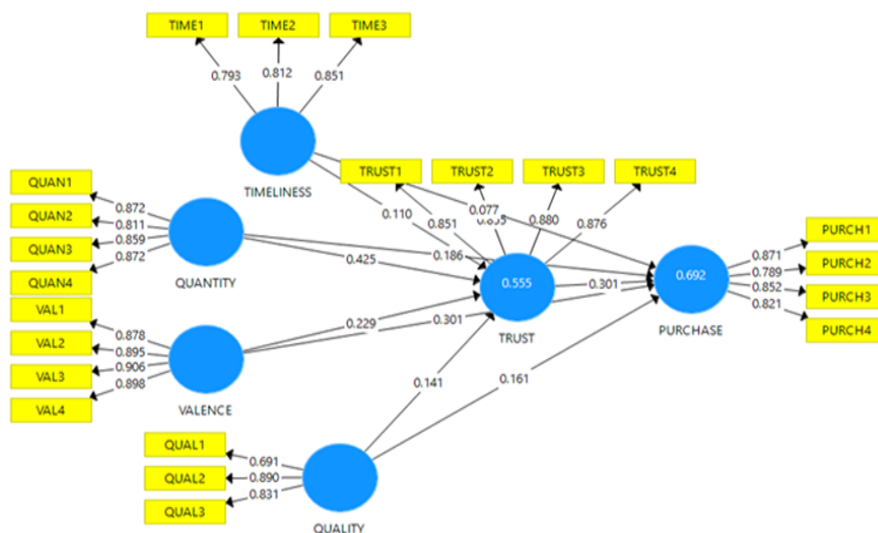 TIME1
TIME2
TIME3
0.793
0.812
0.851
TIMELINESS
TRUST1
TRUST2
TRUST3
TRUST4
0.110
0.851
0.077
0.880
0.876
QUAN1
QUAN2
QUAN3
QUAN4
0.872
0.811
0.859
0.872
QUANTITY
0.425
0.186
VAL1
VAL2
VAL3
VAL4
0.878
0.895
0.906
0.898
VALENCE
0.229
0.301
0.555
TRUST
0.301
0.692
PURCHASE
0.871
0.789
0.852
0.821
PURCH1
PURCH2
PURCH3
PURCH4
0.141
0.161
QUAL1
QUAL2
QUAL3
0.691
0.890
0.831
QUALITY